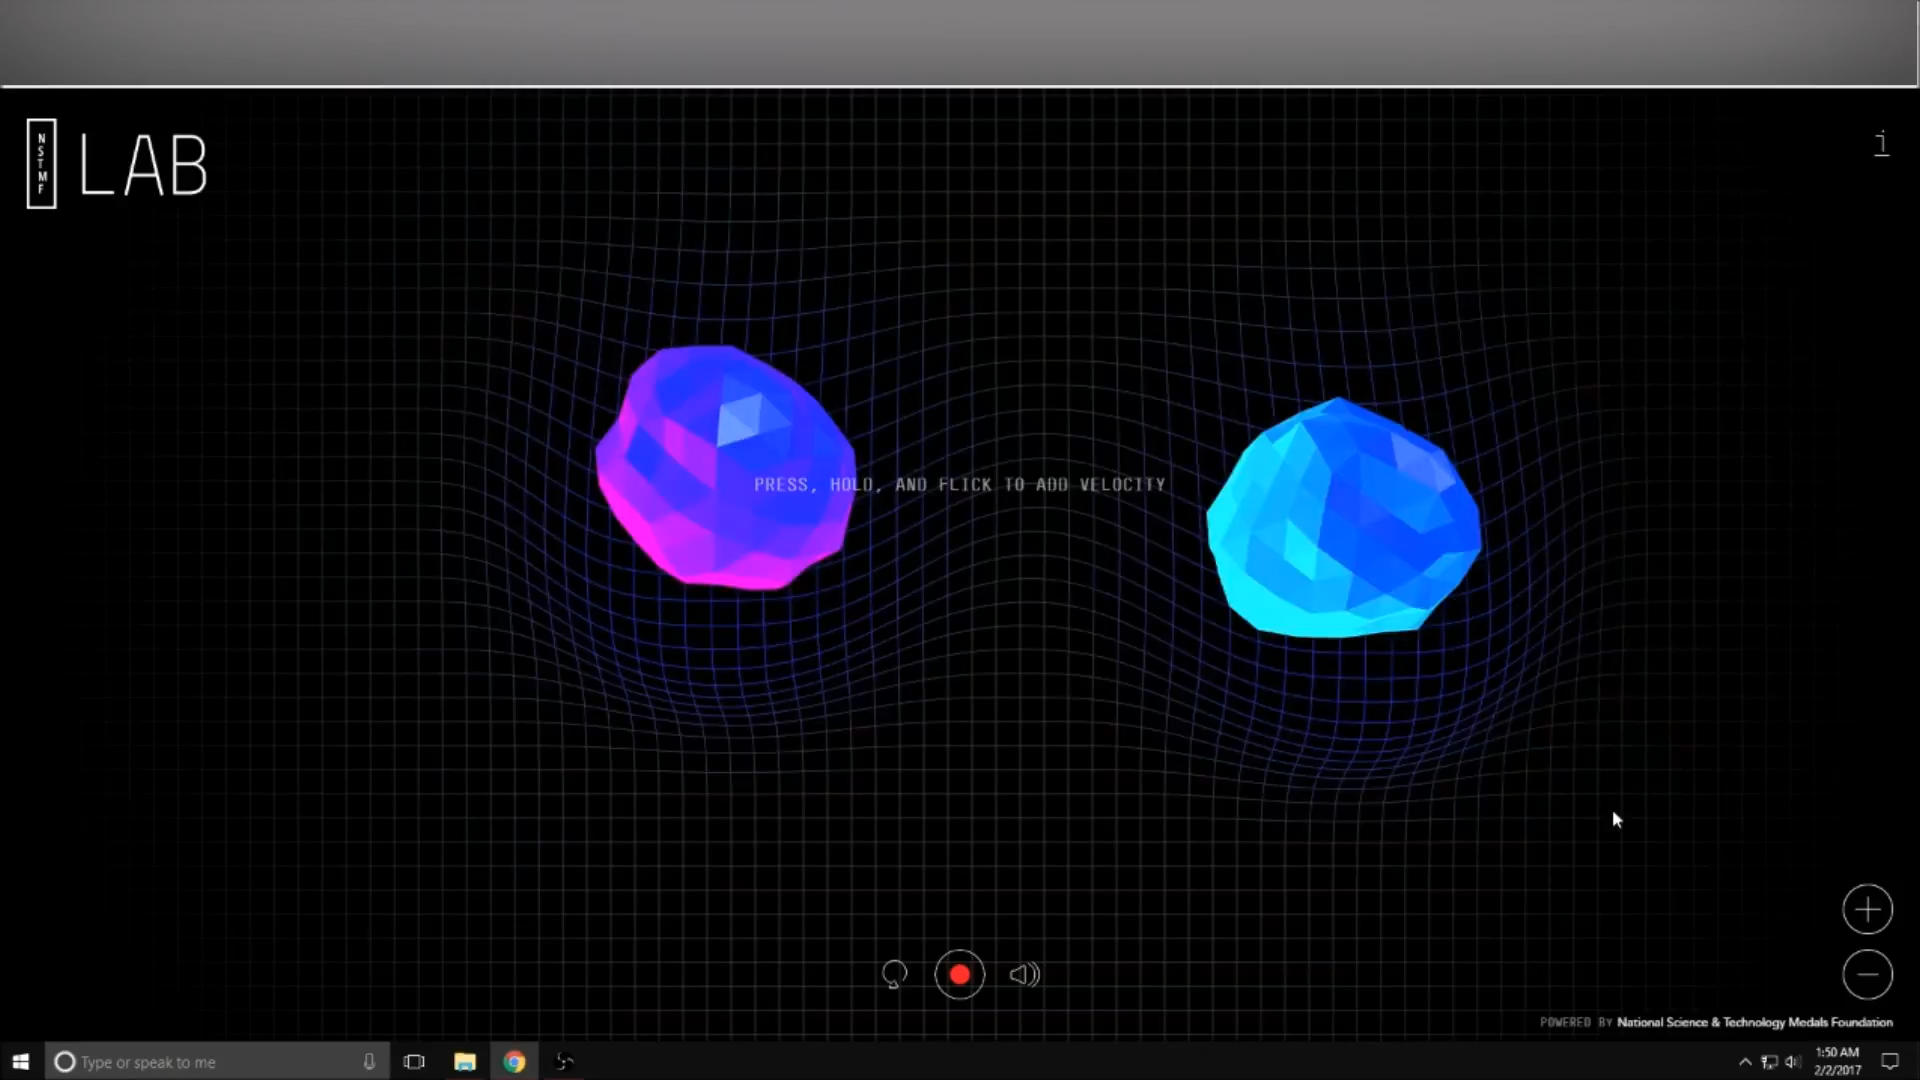 NSTMF
LAB
i
PRESS, HOLD, AND FLICK TO ADD VELOCITY
POWERED BY National Science & Technology Medals Foundation
Type or speak to me
1:50 AM
2/2/2017